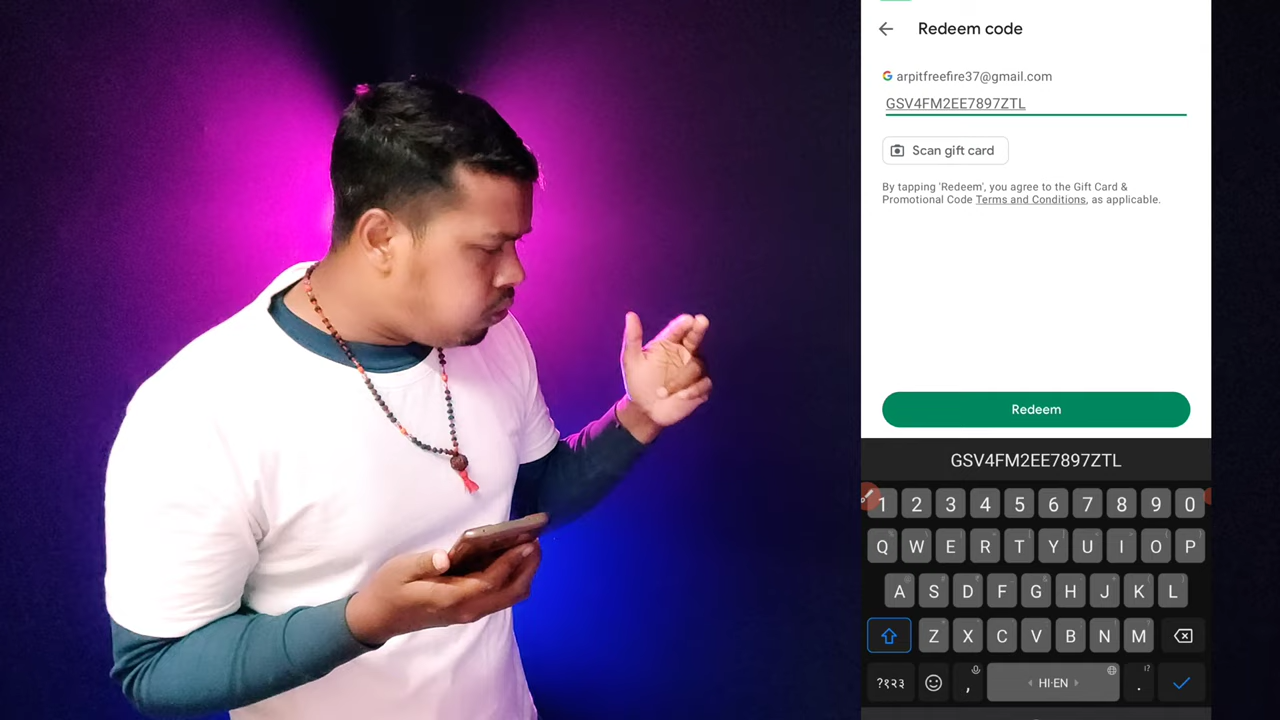 Redeem code
arpitfreefire37@gmail.com
GSV4FM2EE7897ZTL
Scan gift card
By tapping 'Redeem', you agree to the Gift Card &
Promotional Code Terms and Conditions, as applicable.
Redeem
GSV4FM2EE7897ZTL
1 2 3 4 5 6 7 8 9 0
Q W E R T Y U I O P
A S D F G H J K L
Z X C V B N M
?१२३ , HI·EN . !?